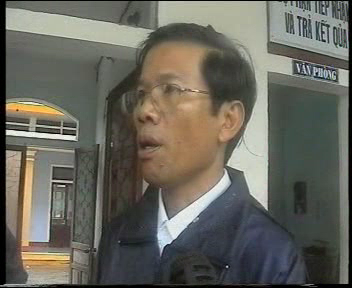 PHẬN TIẾP NHẬN
VÀ TRẢ KẾT QUẢ
VĂN PHÒNG